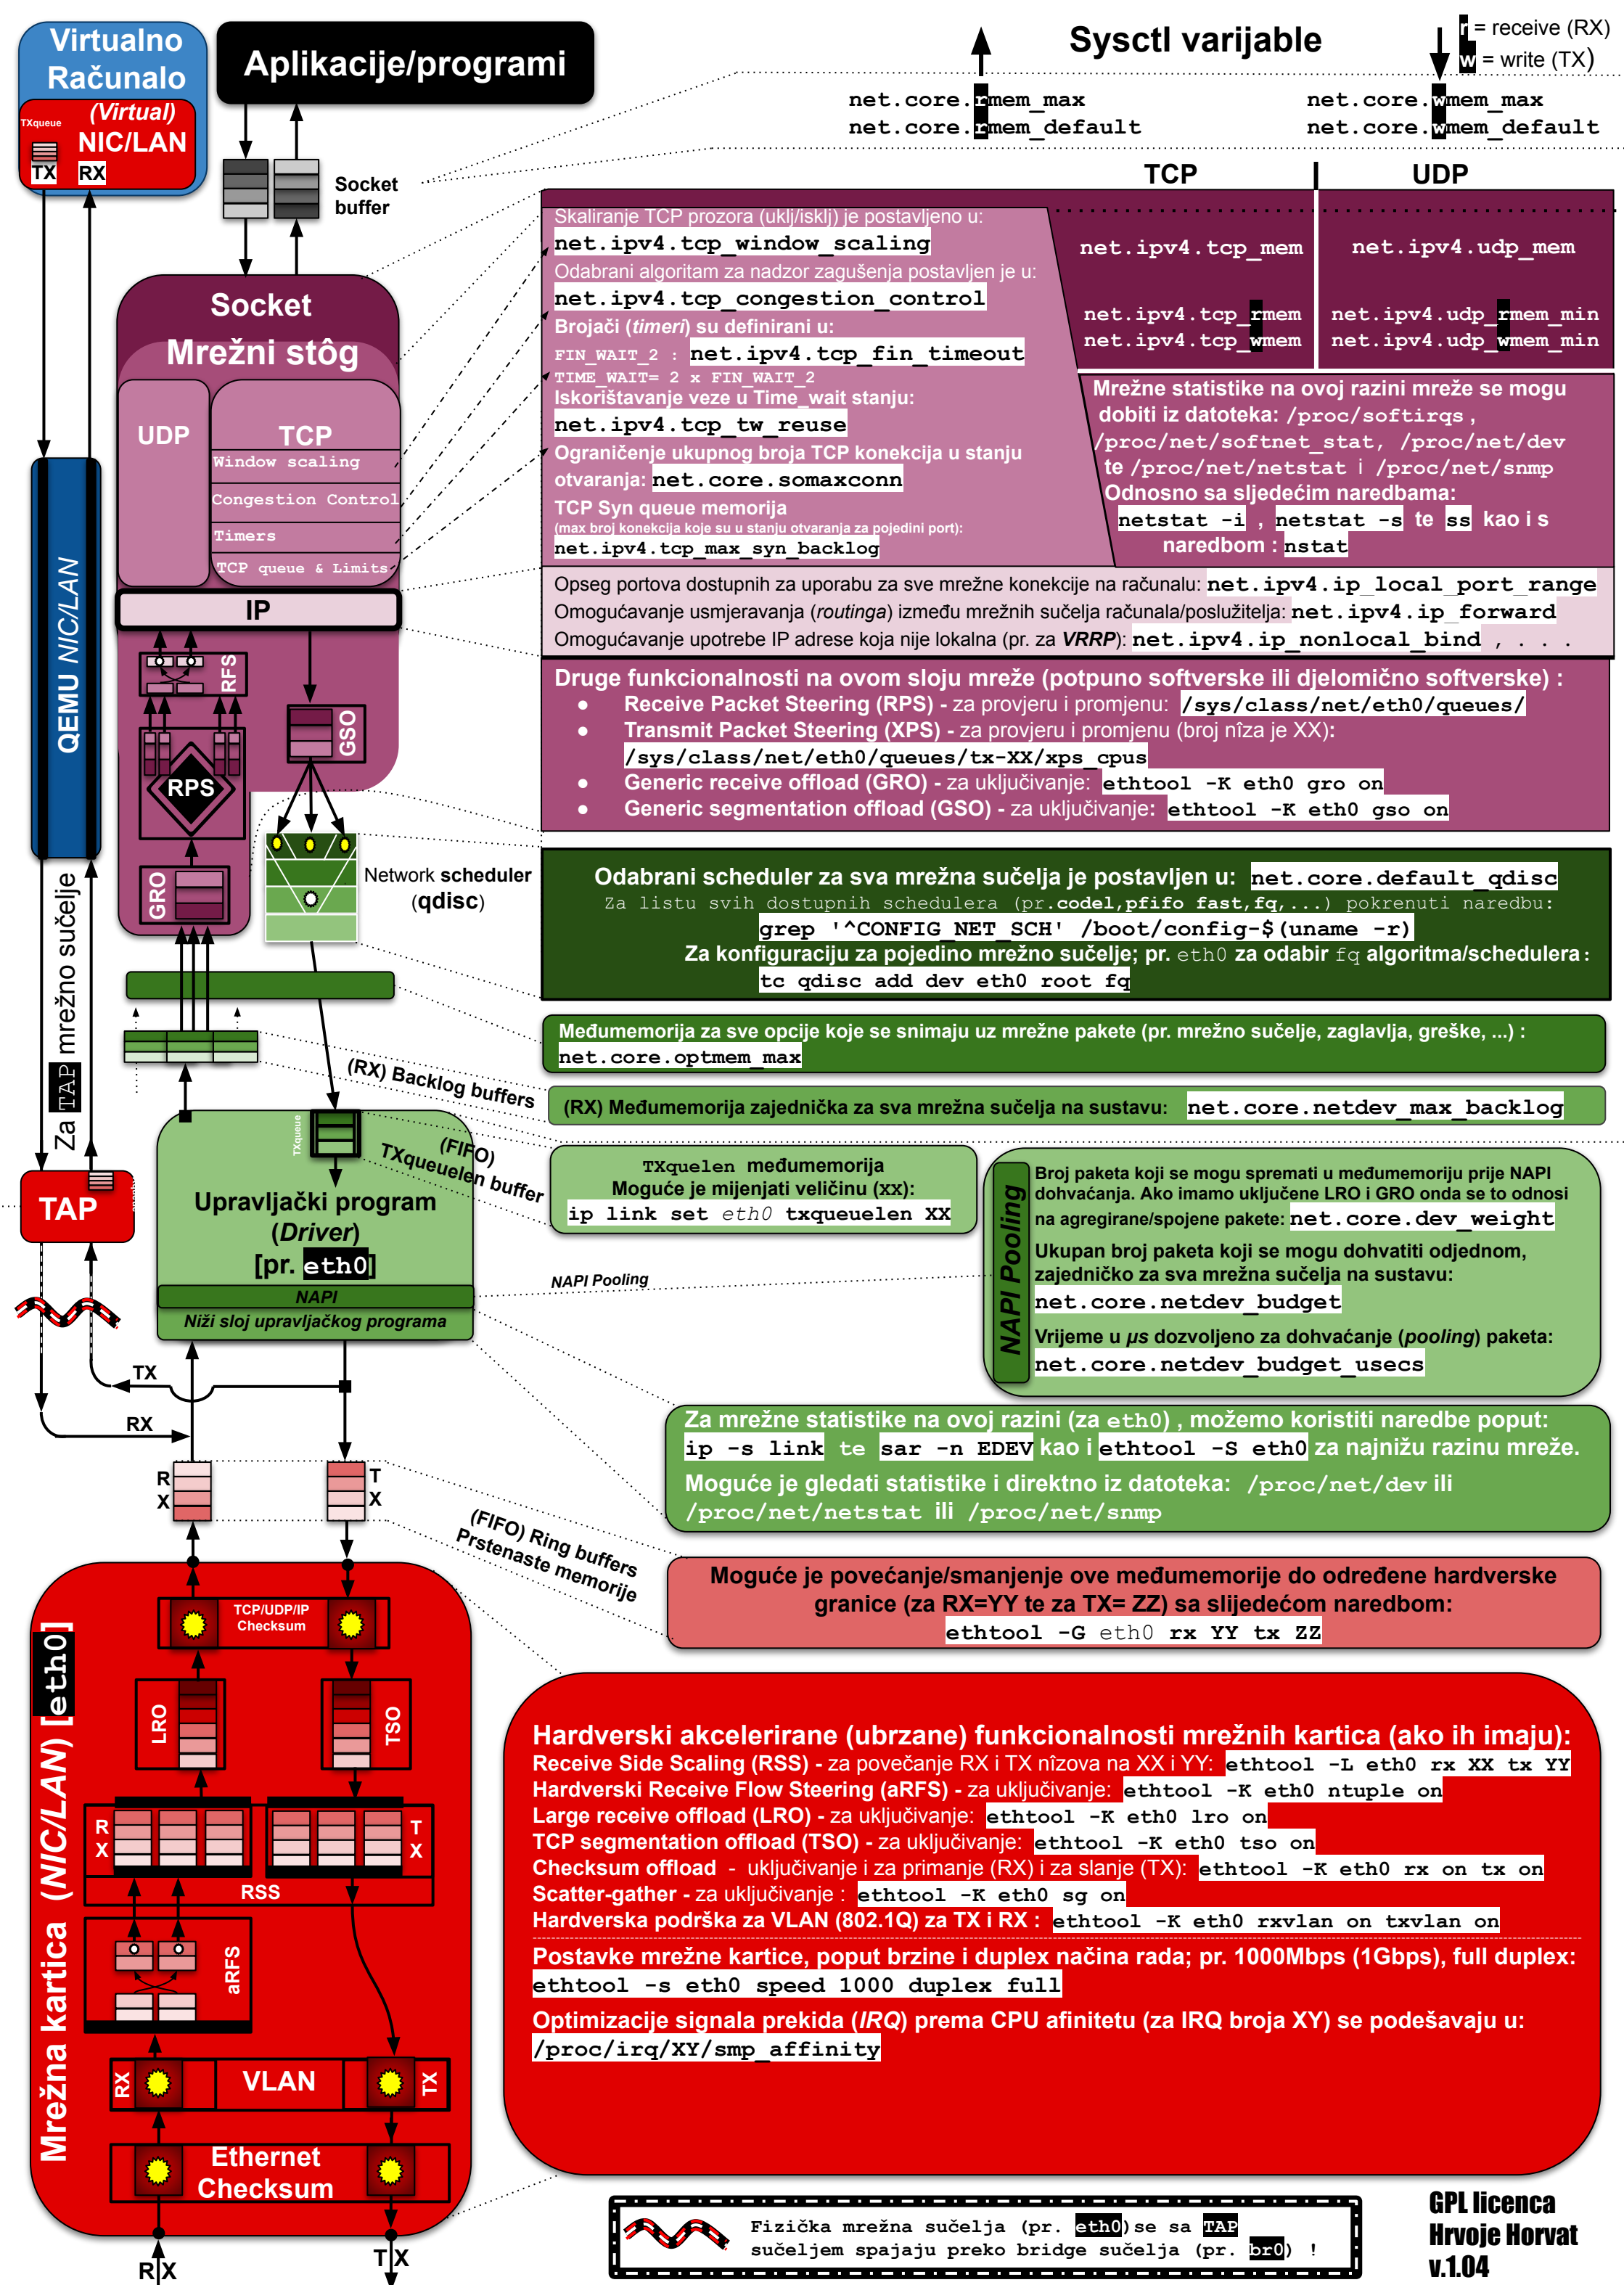 Virtualno
Računalo
(Virtual)
NIC/LAN
TXqueue
TX
RX
Aplikacije/programi
Socket
buffer
Sysctl varijable
r = receive (RX)
w = write (TX)
net.core.rmem_max
net.core.rmem_default
net.core.wmem_max
net.core.wmem_default
TCP | UDP
Skaliranje TCP prozora (uklj/isklj) je postavljeno u:
net.ipv4.tcp_window_scaling
Odabrani algoritam za nadzor zagušenja postavljen je u:
net.ipv4.tcp_congestion_control
Brojači (timeri) su definirani u:
FIN_WAIT_2 : net.ipv4.tcp_fin_timeout
TIME_WAIT= 2 x FIN_WAIT_2
Iskorištavanje veze u Time_wait stanju:
net.ipv4.tcp_tw_reuse
Ograničenje ukupnog broja TCP konekcija u stanju
otvaranja: net.core.somaxconn
TCP Syn queue memorija
(max broj konekcija koje su u stanju otvaranja za pojedini port):
net.ipv4.tcp_max_syn_backlog
net.ipv4.tcp_mem
net.ipv4.udp_mem
net.ipv4.tcp_rmem
net.ipv4.tcp_wmem
net.ipv4.udp_rmem_min
net.ipv4.udp_wmem_min
Mrežne statistike na ovoj razini mreže se mogu
dobiti iz datoteka: /proc/softirqs ,
/proc/net/softnet_stat, /proc/net/dev
te /proc/net/netstat i /proc/net/snmp
Odnosno sa sljedećim naredbama:
netstat -i , netstat -s te ss kao i s
naredbom : nstat
Socket
Mrežni stôg
UDP
TCP
Window scaling
Congestion Control
Timers
TCP queue & Limits
IP
Opseg portova dostupnih za uporabu za sve mrežne konekcije na računalu: net.ipv4.ip_local_port_range
Omogućavanje usmjeravanja (routinga) između mrežnih sučelja računala/poslužitelja: net.ipv4.ip_forward
Omogućavanje upotrebe IP adrese koja nije lokalna (pr. za VRRP): net.ipv4.ip_nonlocal_bind , . . .
RFS
GSO
RPS
GRO
QEMU NIC/LAN
Druge funkcionalnosti na ovom sloju mreže (potpuno softverske ili djelomično softverske) :
● Receive Packet Steering (RPS) - za provjeru i promjenu: /sys/class/net/eth0/queues/
● Transmit Packet Steering (XPS) - za provjeru i promjenu (broj nîza je XX):
/sys/class/net/eth0/queues/tx-XX/xps_cpus
● Generic receive offload (GRO) - za uključivanje: ethtool -K eth0 gro on
● Generic segmentation offload (GSO) - za uključivanje: ethtool -K eth0 gso on
Network scheduler
(qdisc)
Odabrani scheduler za sva mrežna sučelja je postavljen u: net.core.default_qdisc
Za listu svih dostupnih schedulera (pr.codel,pfifo fast,fq,...) pokrenuti naredbu:
grep '^CONFIG_NET_SCH' /boot/config-$(uname -r)
Za konfiguraciju za pojedino mrežno sučelje; pr. eth0 za odabir fq algoritma/schedulera:
tc qdisc add dev eth0 root fq
Za TAP mrežno sučelje
Međumemorija za sve opcije koje se snimaju uz mrežne pakete (pr. mrežno sučelje, zaglavlja, greške, ...) :
net.core.optmem_max
(RX) Backlog buffers
(RX) Međumemorija zajednička za sva mrežna sučelja na sustavu: net.core.netdev_max_backlog
TXqueue
(FIFO)
TXqueuelen buffer
TXquelen međumemorija
Moguće je mijenjati veličinu (XX):
ip link set eth0 txqueuelen XX
TAP
Upravljački program
(Driver)
[pr. eth0]
NAPI
Niži sloj upravljačkog programa
NAPI Pooling
NAPI Pooling
Broj paketa koji se mogu spremati u međumemoriju prije NAPI
dohvaćanja. Ako imamo uključene LRO i GRO onda se to odnosi
na agregirane/spojene pakete: net.core.dev_weight
Ukupan broj paketa koji se mogu dohvatiti odjednom,
zajedničko za sva mrežna sučelja na sustavu:
net.core.netdev_budget
Vrijeme u µs dozvoljeno za dohvaćanje (pooling) paketa:
net.core.netdev_budget_usecs
TX
RX
Za mrežne statistike na ovoj razini (za eth0) , možemo koristiti naredbe poput:
ip -s link te sar -n EDEV kao i ethtool -S eth0 za najnižu razinu mreže.
Moguće je gledati statistike i direktno iz datoteka: /proc/net/dev ili
/proc/net/netstat ili /proc/net/snmp
RX
TX
(FIFO) Ring buffers
Prstenaste memorije
Moguće je povećanje/smanjenje ove međumemorije do određene hardverske
granice (za RX=YY te za TX= ZZ) sa slijedećom naredbom:
ethtool -G eth0 rx YY tx ZZ
Mrežna kartica (NIC/LAN) [eth0]
TCP/UDP/IP
Checksum
LRO
TSO
RX
TX
RSS
aRFS
RX
VLAN
TX
Ethernet
Checksum
RX
TX
Hardverski akcelerirane (ubrzane) funkcionalnosti mrežnih kartica (ako ih imaju):
Receive Side Scaling (RSS) - za povečanje RX i TX nîzova na XX i YY: ethtool -L eth0 rx XX tx YY
Hardverski Receive Flow Steering (aRFS) - za uključivanje: ethtool -K eth0 ntuple on
Large receive offload (LRO) - za uključivanje: ethtool -K eth0 lro on
TCP segmentation offload (TSO) - za uključivanje: ethtool -K eth0 tso on
Checksum offload - uključivanje i za primanje (RX) i za slanje (TX): ethtool -K eth0 rx on tx on
Scatter-gather - za uključivanje : ethtool -K eth0 sg on
Hardverska podrška za VLAN (802.1Q) za TX i RX : ethtool -K eth0 rxvlan on txvlan on
Postavke mrežne kartice, poput brzine i duplex načina rada; pr. 1000Mbps (1Gbps), full duplex:
ethtool -s eth0 speed 1000 duplex full
Optimizacije signala prekida (IRQ) prema CPU afinitetu (za IRQ broja XY) se podešavaju u:
/proc/irq/XY/smp_affinity
Fizička mrežna sučelja (pr. eth0)se sa TAP
sučeljem spajaju preko bridge sučelja (pr. br0) !
GPL licenca
Hrvoje Horvat
v.1.04